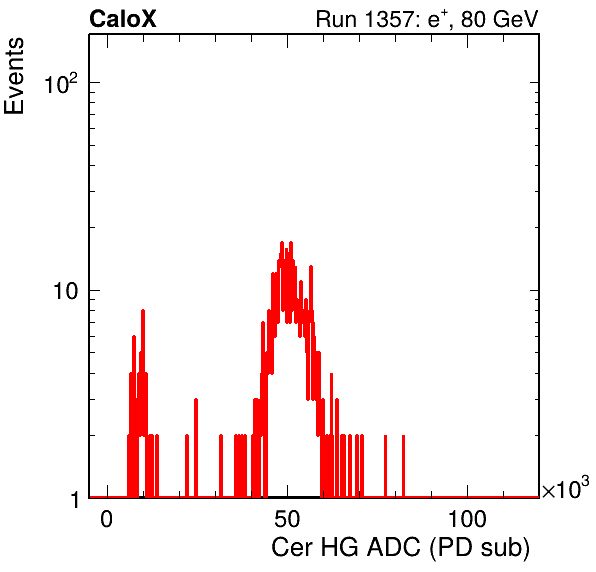 CaloX Run 1357: e⁺, 80 GeV
Events
10²
10
1
0 50 100 ×10³
Cer HG ADC (PD sub)